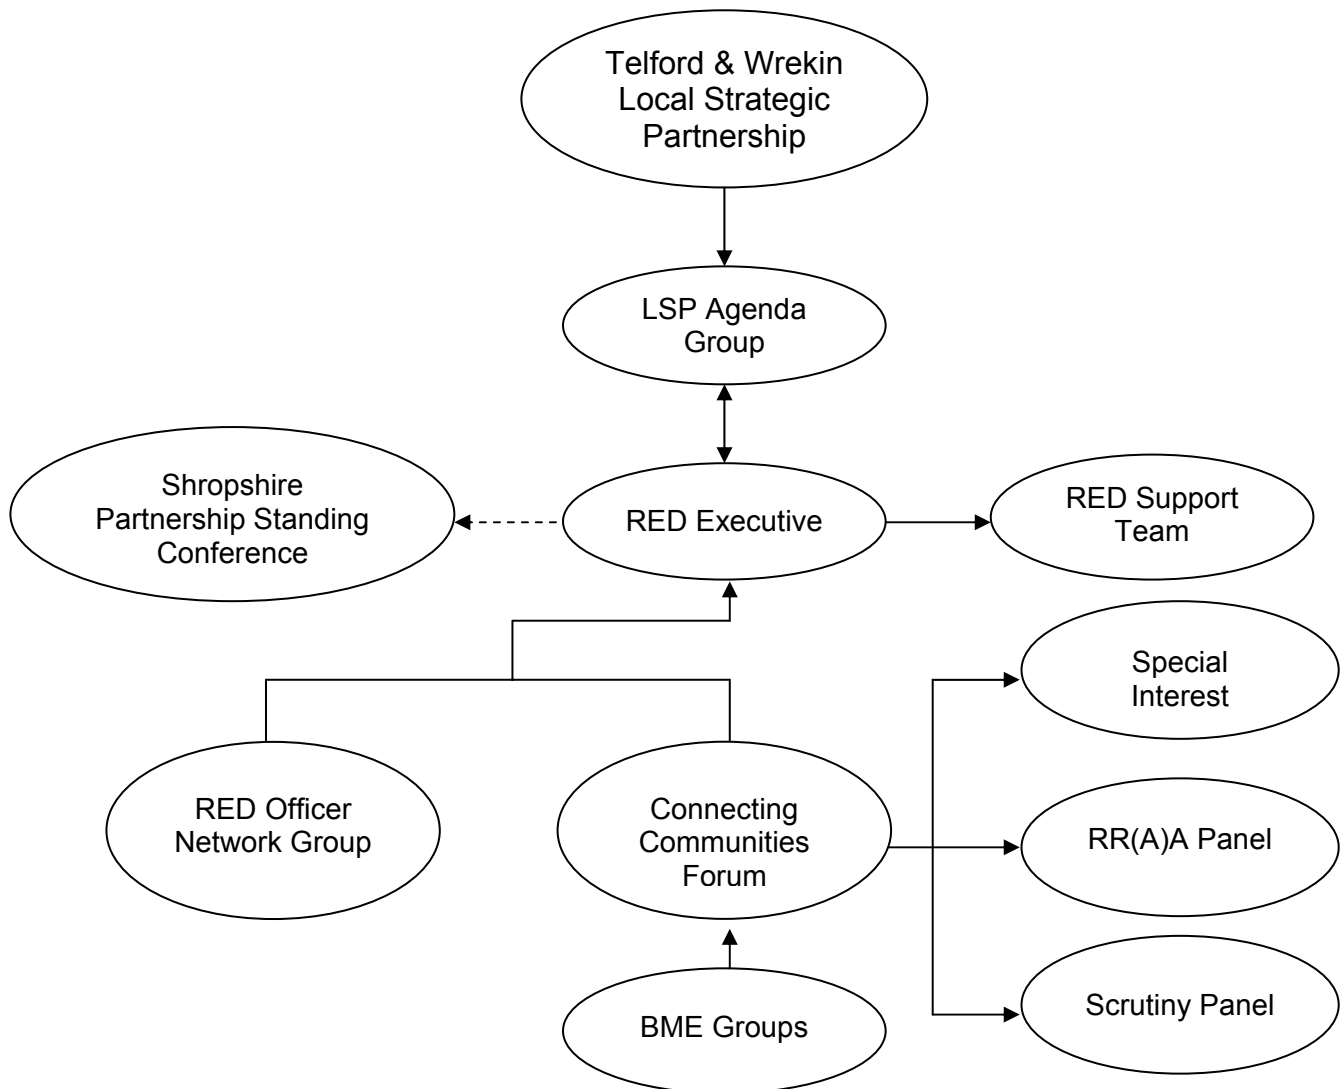 Telford & Wrekin
Local Strategic
Partnership
LSP Agenda
Group
Shropshire
Partnership Standing
Conference
RED Executive
RED Support
Team
Special
Interest
RED Officer
Network Group
Connecting
Communities
Forum
RR(A)A Panel
BME Groups
Scrutiny Panel